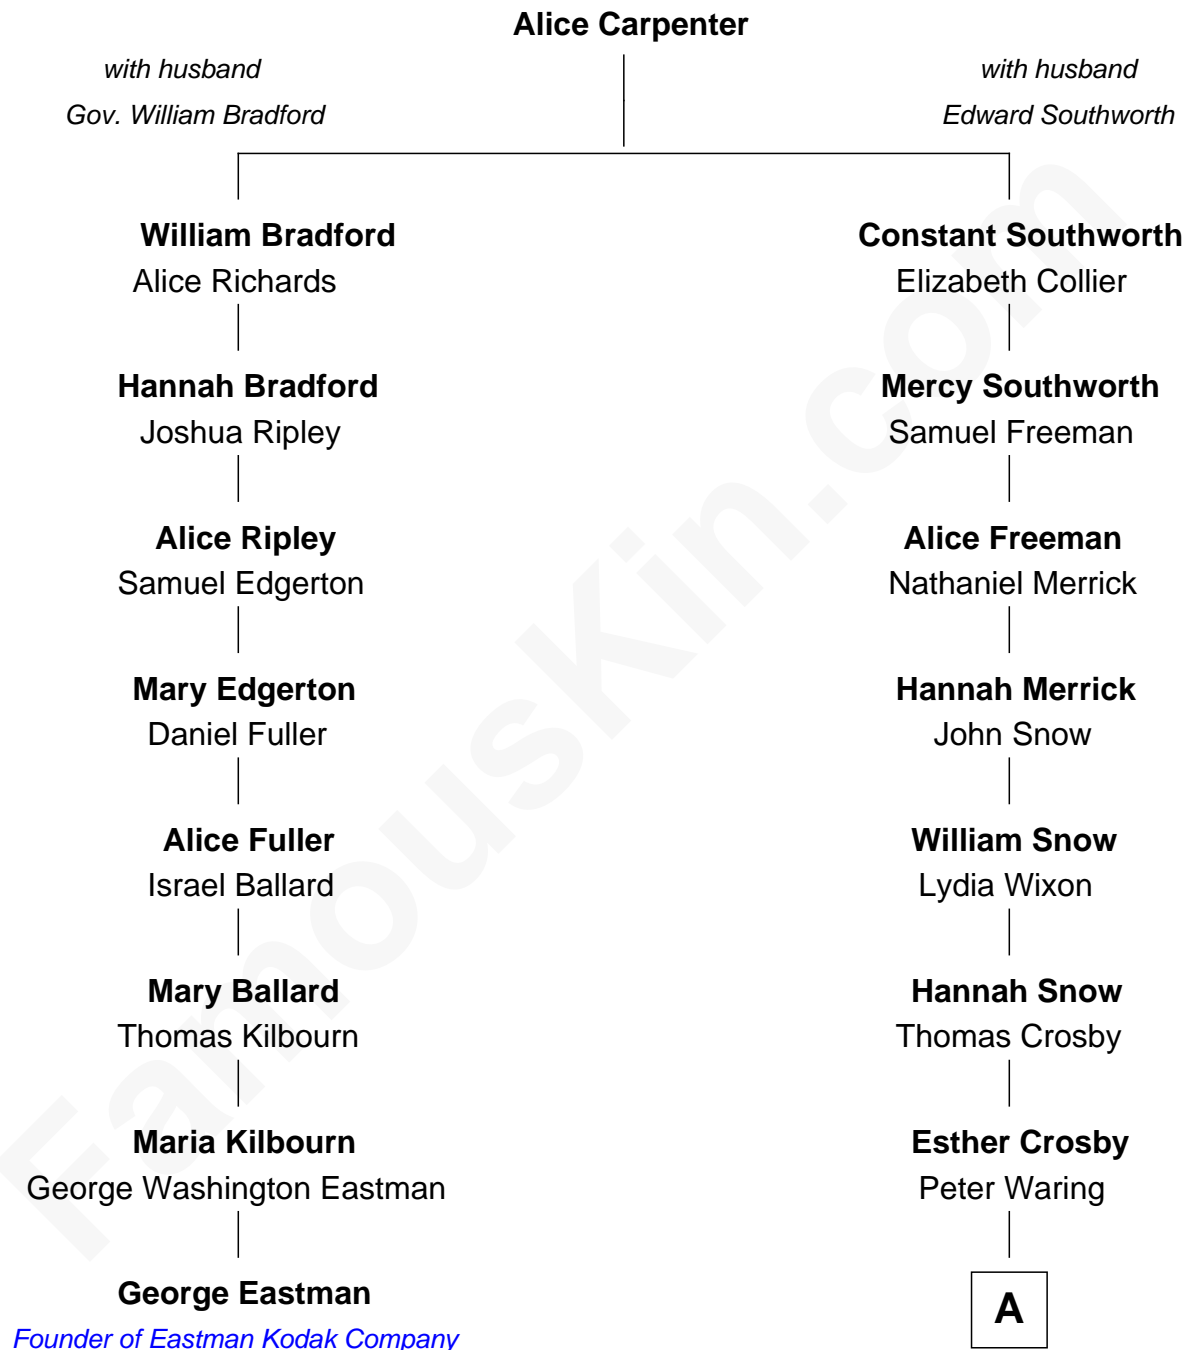 Alice Carpenter
with husband
Gov. William Bradford
with husband
Edward Southworth
William Bradford
Alice Richards
Hannah Bradford
Joshua Ripley
Alice Ripley
Samuel Edgerton
Mary Edgerton
Daniel Fuller
Alice Fuller
Israel Ballard
Mary Ballard
Thomas Kilbourn
Maria Kilbourn
George Washington Eastman
George Eastman
Founder of Eastman Kodak Company
Constant Southworth
Elizabeth Collier
Mercy Southworth
Samuel Freeman
Alice Freeman
Nathaniel Merrick
Hannah Merrick
John Snow
William Snow
Lydia Wixon
Hannah Snow
Thomas Crosby
Esther Crosby
Peter Waring
A
FamousKin.com